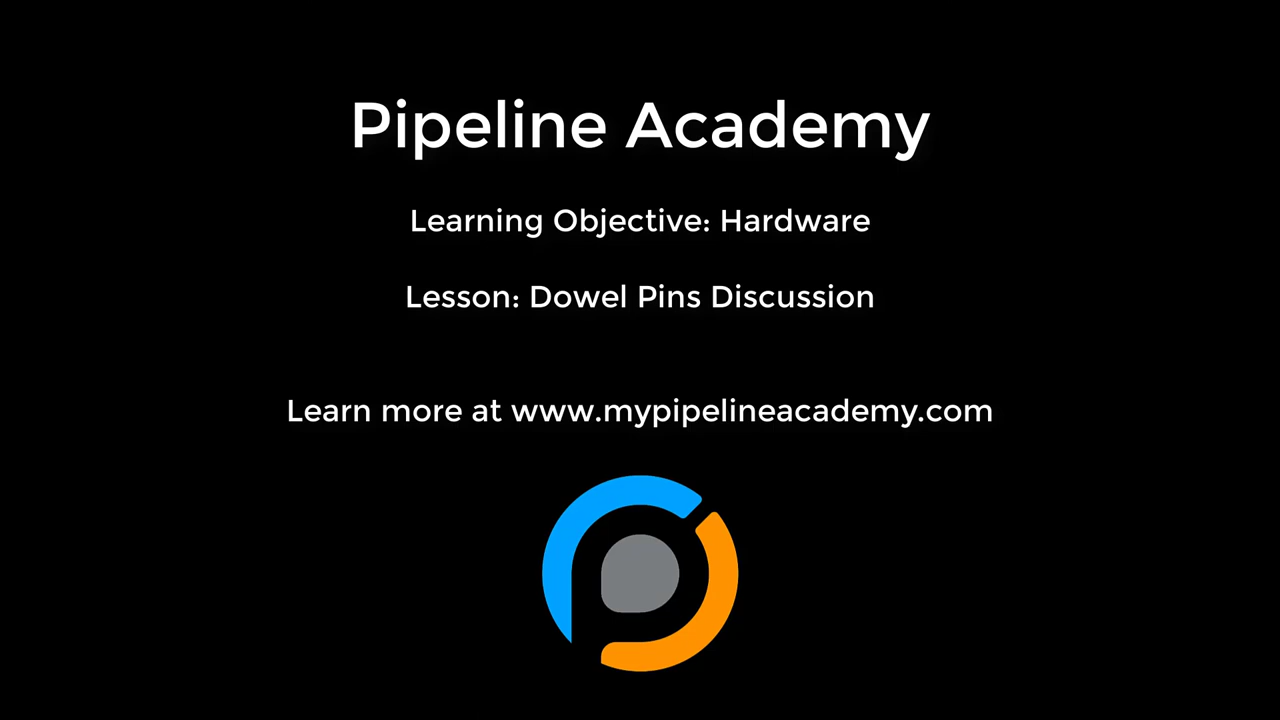 Pipeline Academy
Learning Objective: Hardware
Lesson: Dowel Pins Discussion
Learn more at www.mypipelineacademy.com